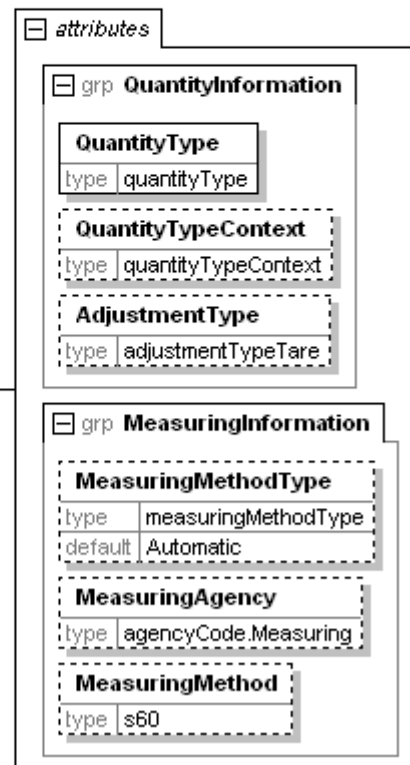 attributes
grp QuantityInformation
QuantityType
type quantityType
QuantityTypeContext
type quantityTypeContext
AdjustmentType
type adjustmentTypeTare
grp MeasuringInformation
MeasuringMethodType
type measuringMethodType
default Automatic
MeasuringAgency
type agencyCode.Measuring
MeasuringMethod
type s60